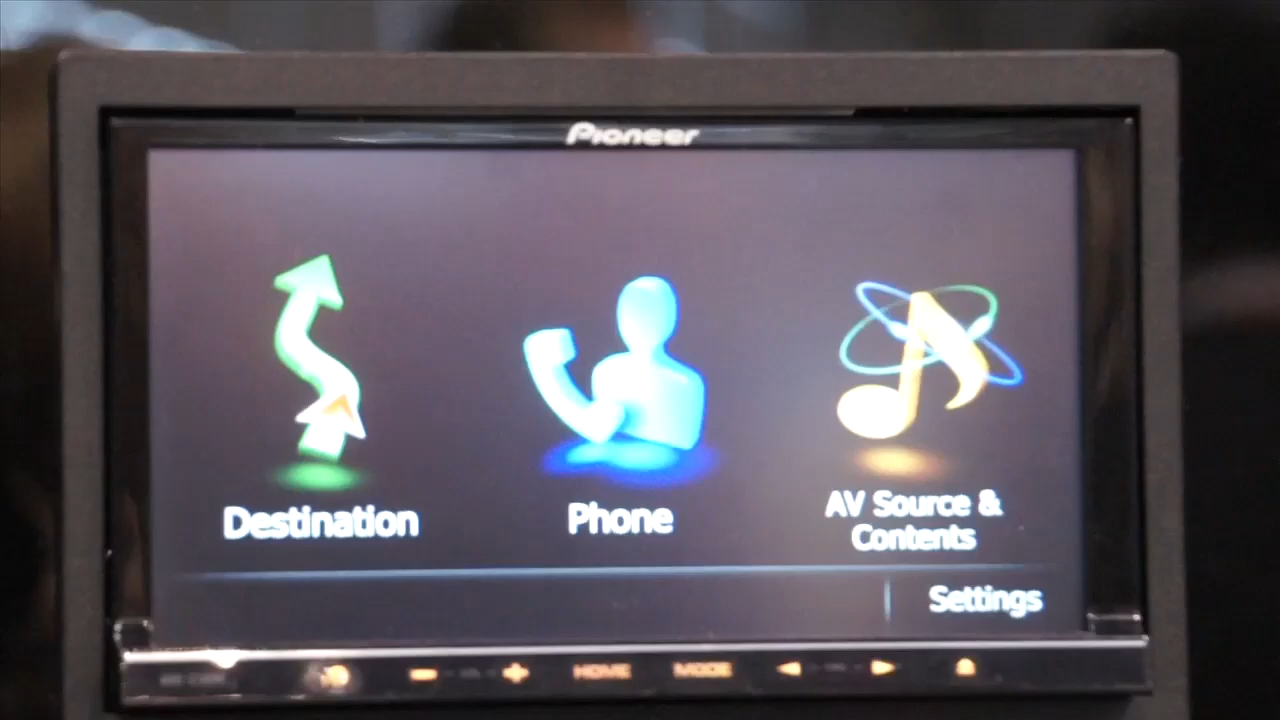 Pioneer
Destination
Phone
AV Source &
Contents
Settings
HOME
MODE